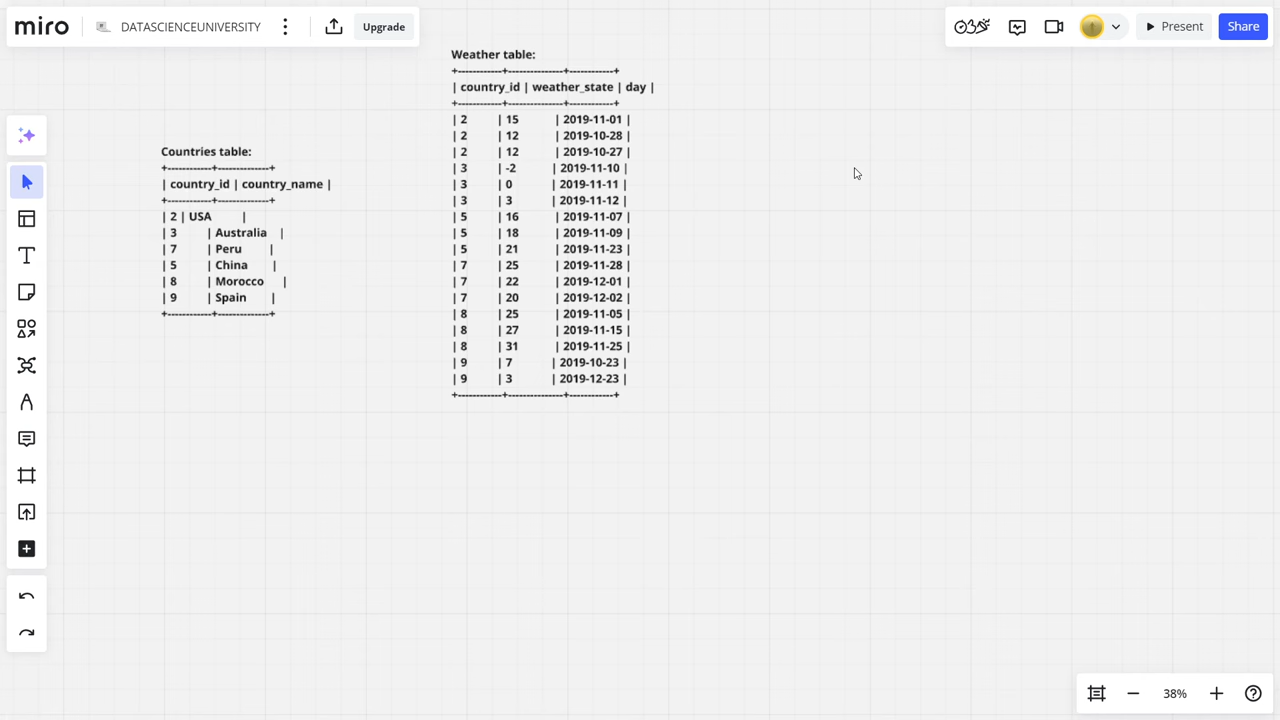 miro
DATASCIENCEUNIVERSITY
Upgrade
Present
Share
Weather table:
+------------+---------------+------------+
| country_id | weather_state | day |
+------------+---------------+------------+
| 2 | 15 | 2019-11-01 |
| 2 | 12 | 2019-10-28 |
| 2 | 12 | 2019-10-27 |
| 3 | -2 | 2019-11-10 |
| 3 | 0 | 2019-11-11 |
| 3 | 3 | 2019-11-12 |
| 5 | 16 | 2019-11-07 |
| 5 | 18 | 2019-11-09 |
| 5 | 21 | 2019-11-23 |
| 7 | 25 | 2019-11-28 |
| 7 | 22 | 2019-12-01 |
| 7 | 20 | 2019-12-02 |
| 8 | 25 | 2019-11-05 |
| 8 | 27 | 2019-11-15 |
| 8 | 31 | 2019-11-25 |
| 9 | 7 | 2019-10-23 |
| 9 | 3 | 2019-12-23 |
+------------+---------------+------------+
Countries table:
+------------+--------------+
| country_id | country_name |
+------------+--------------+
| 2 | USA |
| 3 | Australia |
| 7 | Peru |
| 5 | China |
| 8 | Morocco |
| 9 | Spain |
+------------+--------------+
38%